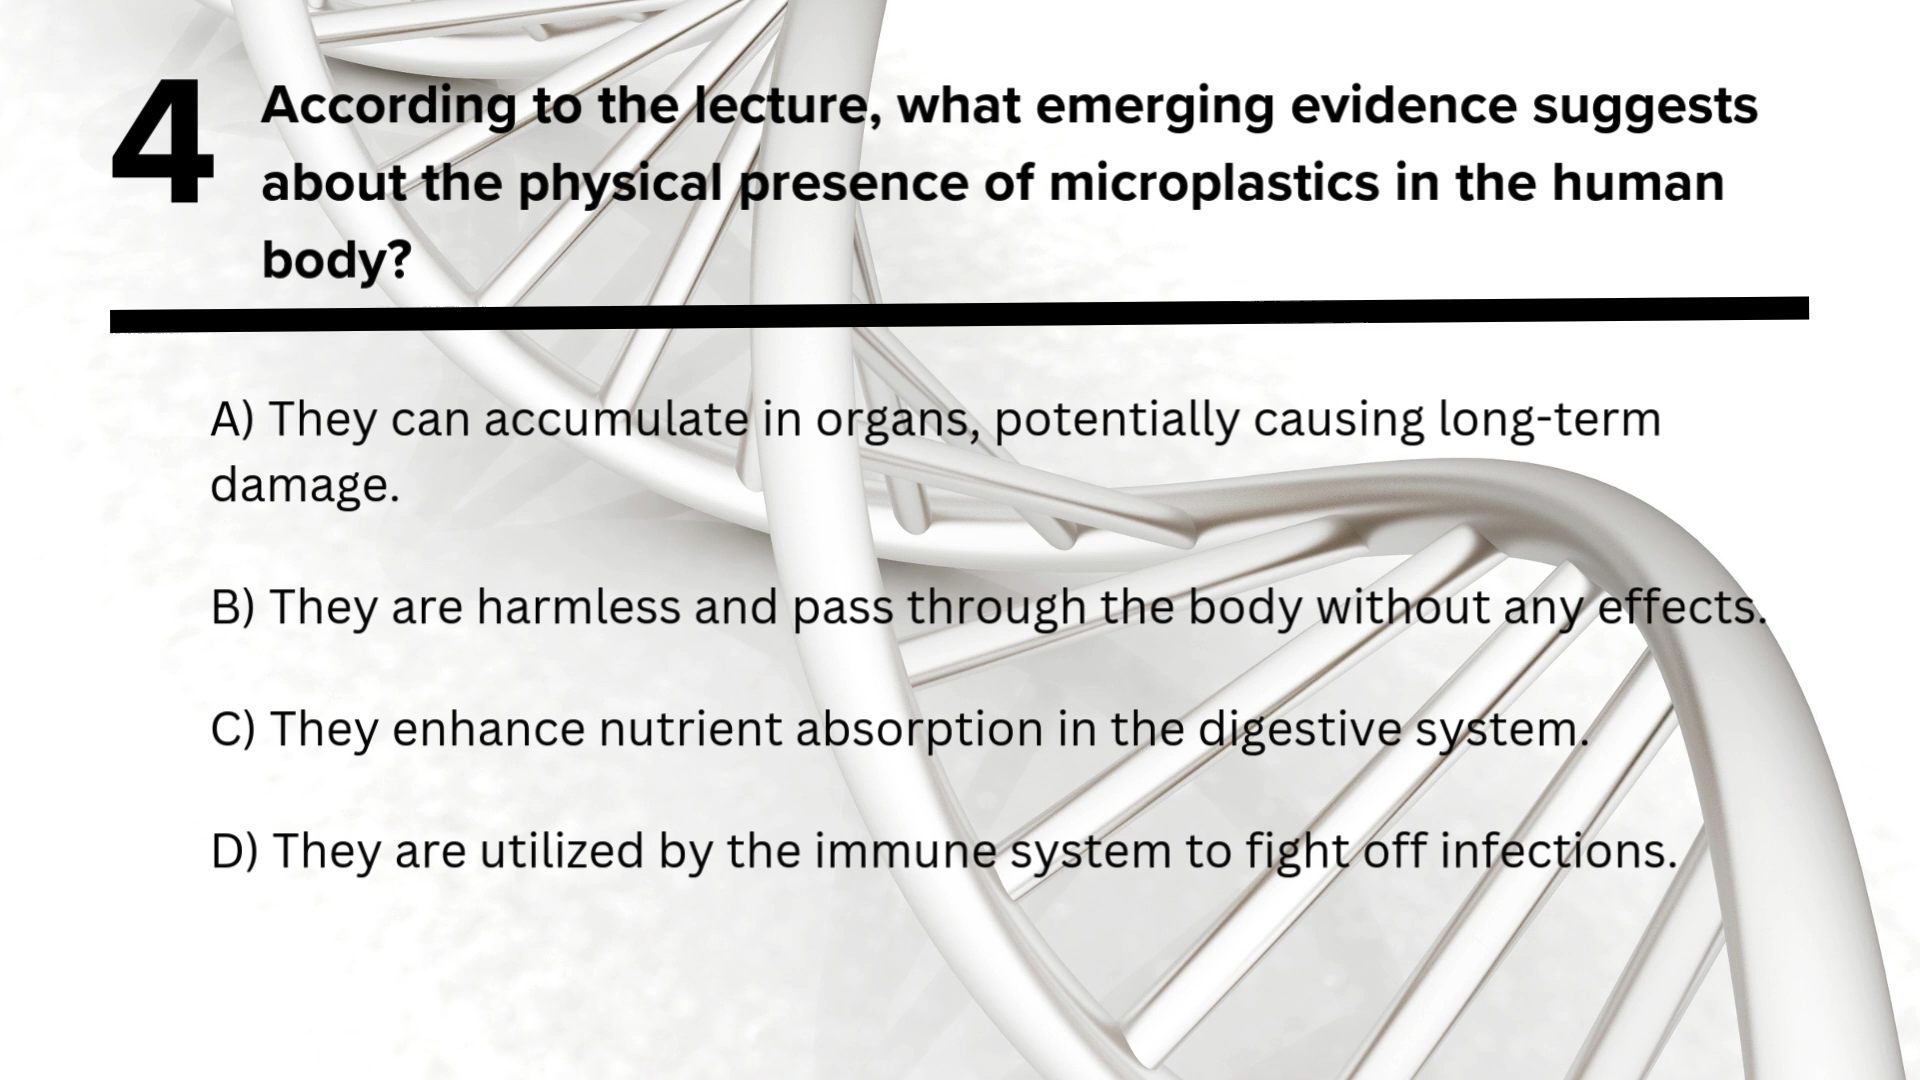 4
According to the lecture, what emerging evidence suggests
about the physical presence of microplastics in the human
body?
A) They can accumulate in organs, potentially causing long-term
damage.
B) They are harmless and pass through the body without any effects.
C) They enhance nutrient absorption in the digestive system.
D) They are utilized by the immune system to fight off infections.